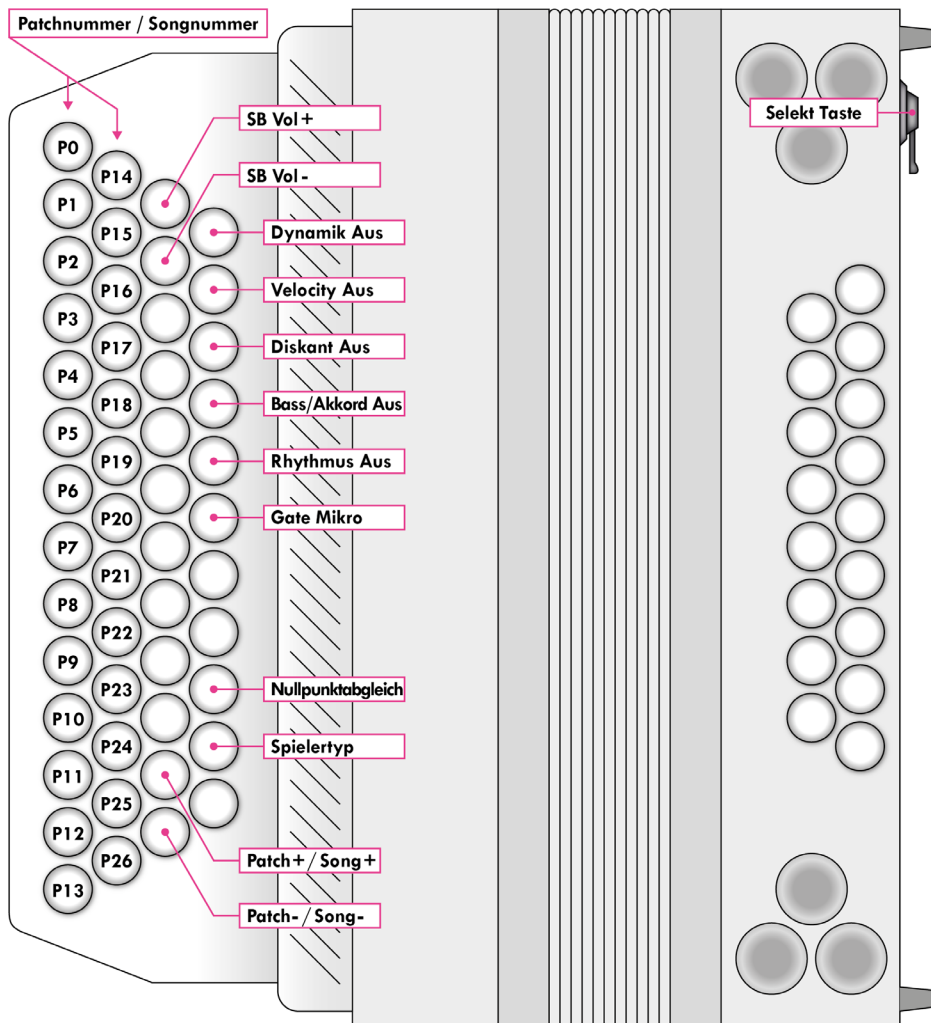 Patchnummer / Songnummer
SB Vol+
SB Vol-
Selekt Taste
Dynamik Aus
Velocity Aus
Diskant Aus
Bass/Akkord Aus
Rhythmus Aus
Gate Mikro
Nullpunktabgleich
Spielertyp
Patch+/Song+
Patch-/Song-
P0
P1
P2
P3
P4
P5
P6
P7
P8
P9
P10
P11
P12
P13
P14
P15
P16
P17
P18
P19
P20
P21
P22
P23
P24
P25
P26